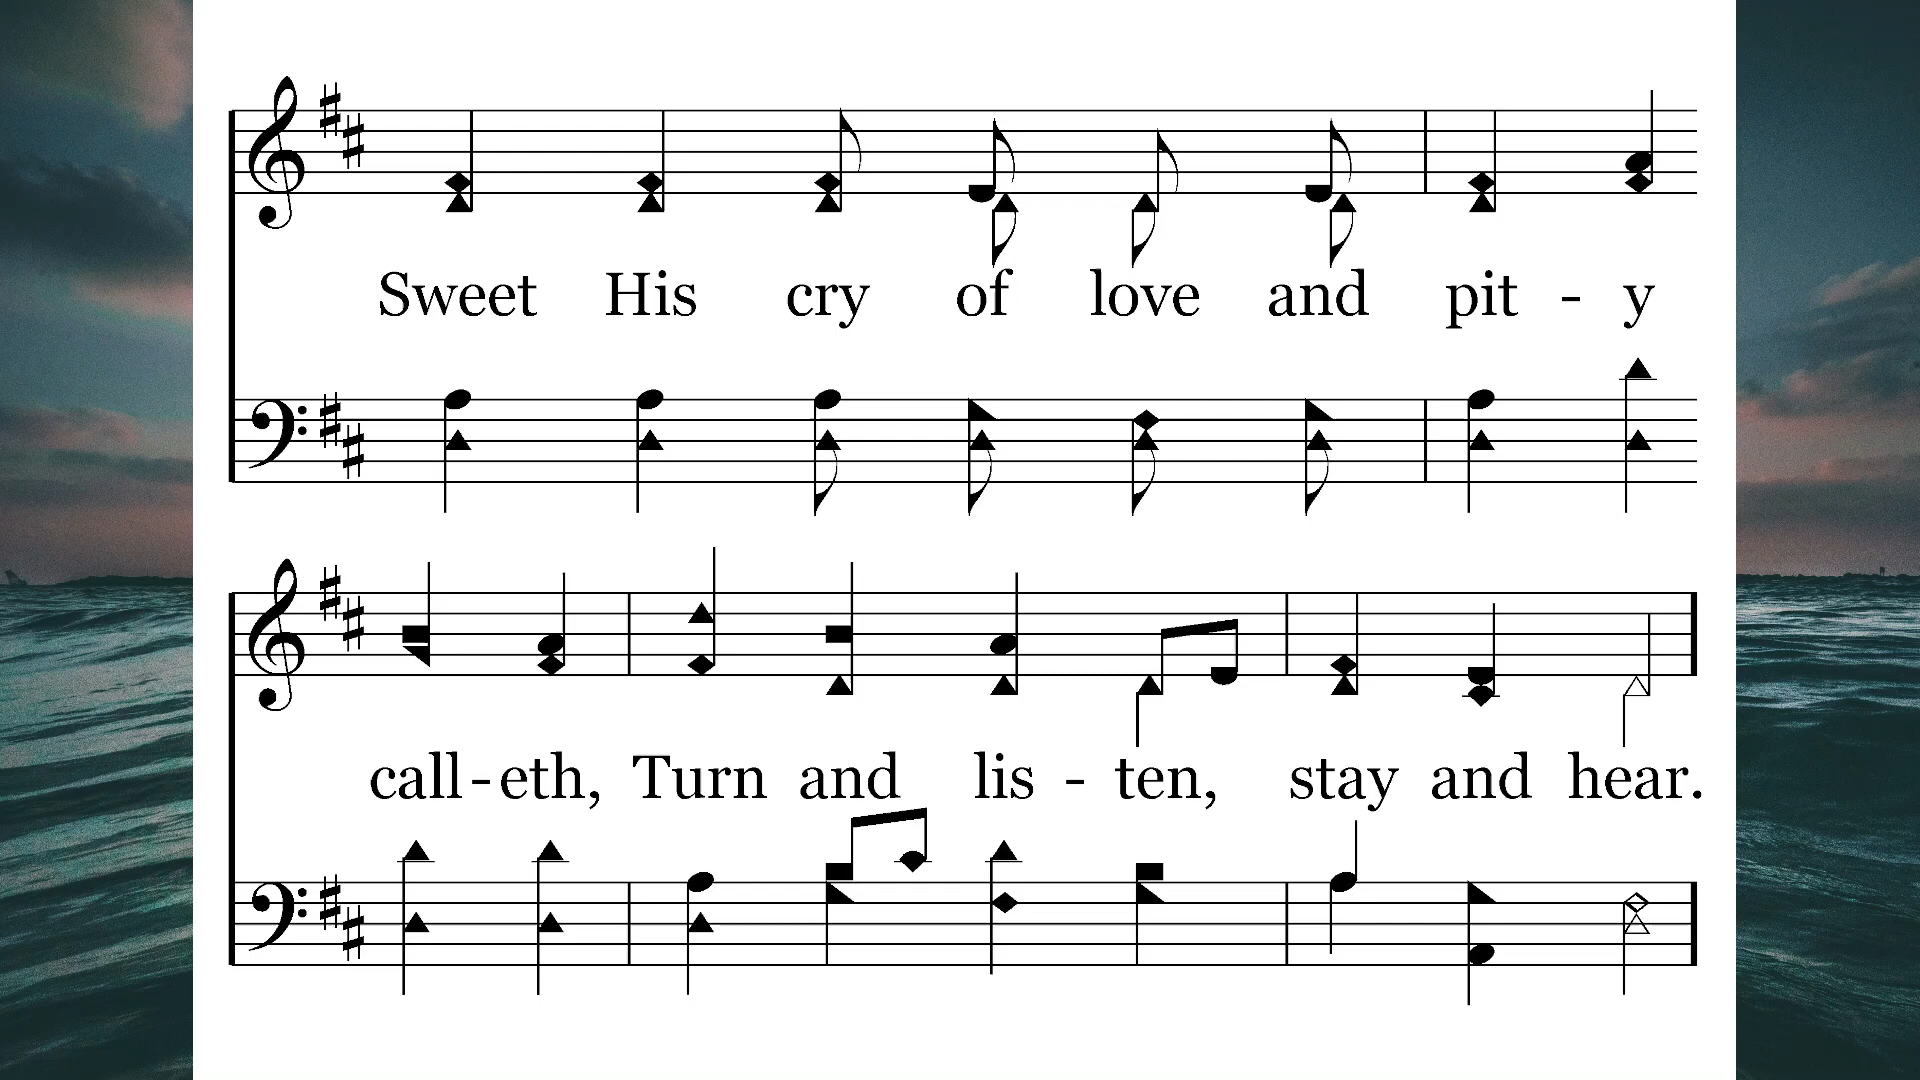 Sweet His cry of love and pit - y
call - eth, Turn and lis - ten, stay and hear.